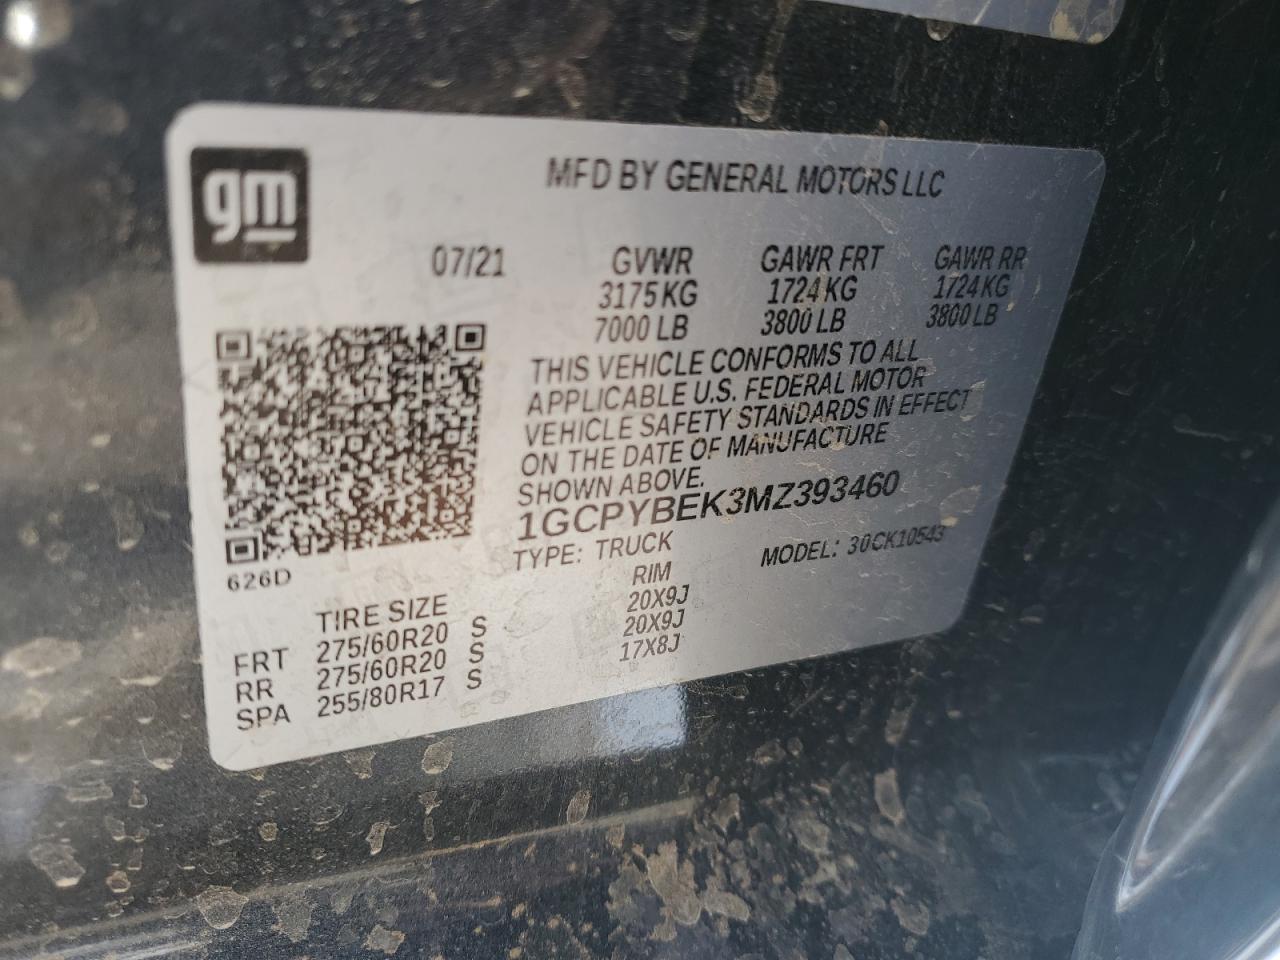 gm
MFD BY GENERAL MOTORS LLC
07/21 GVWR GAWR FRT GAWR RR
3175 KG 1724 KG 1724 KG
7000 LB 3800 LB 3800 LB
THIS VEHICLE CONFORMS TO ALL
APPLICABLE U.S. FEDERAL MOTOR
VEHICLE SAFETY STANDARDS IN EFFECT
ON THE DATE OF MANUFACTURE
SHOWN ABOVE.
1GCPYBEK3MZ393460
TYPE: TRUCK MODEL: 30CK10543
626D
TIRE SIZE RIM
FRT 275/60R20 S 20X9J
RR 275/60R20 S 20X9J
SPA 255/80R17 S 17X8J